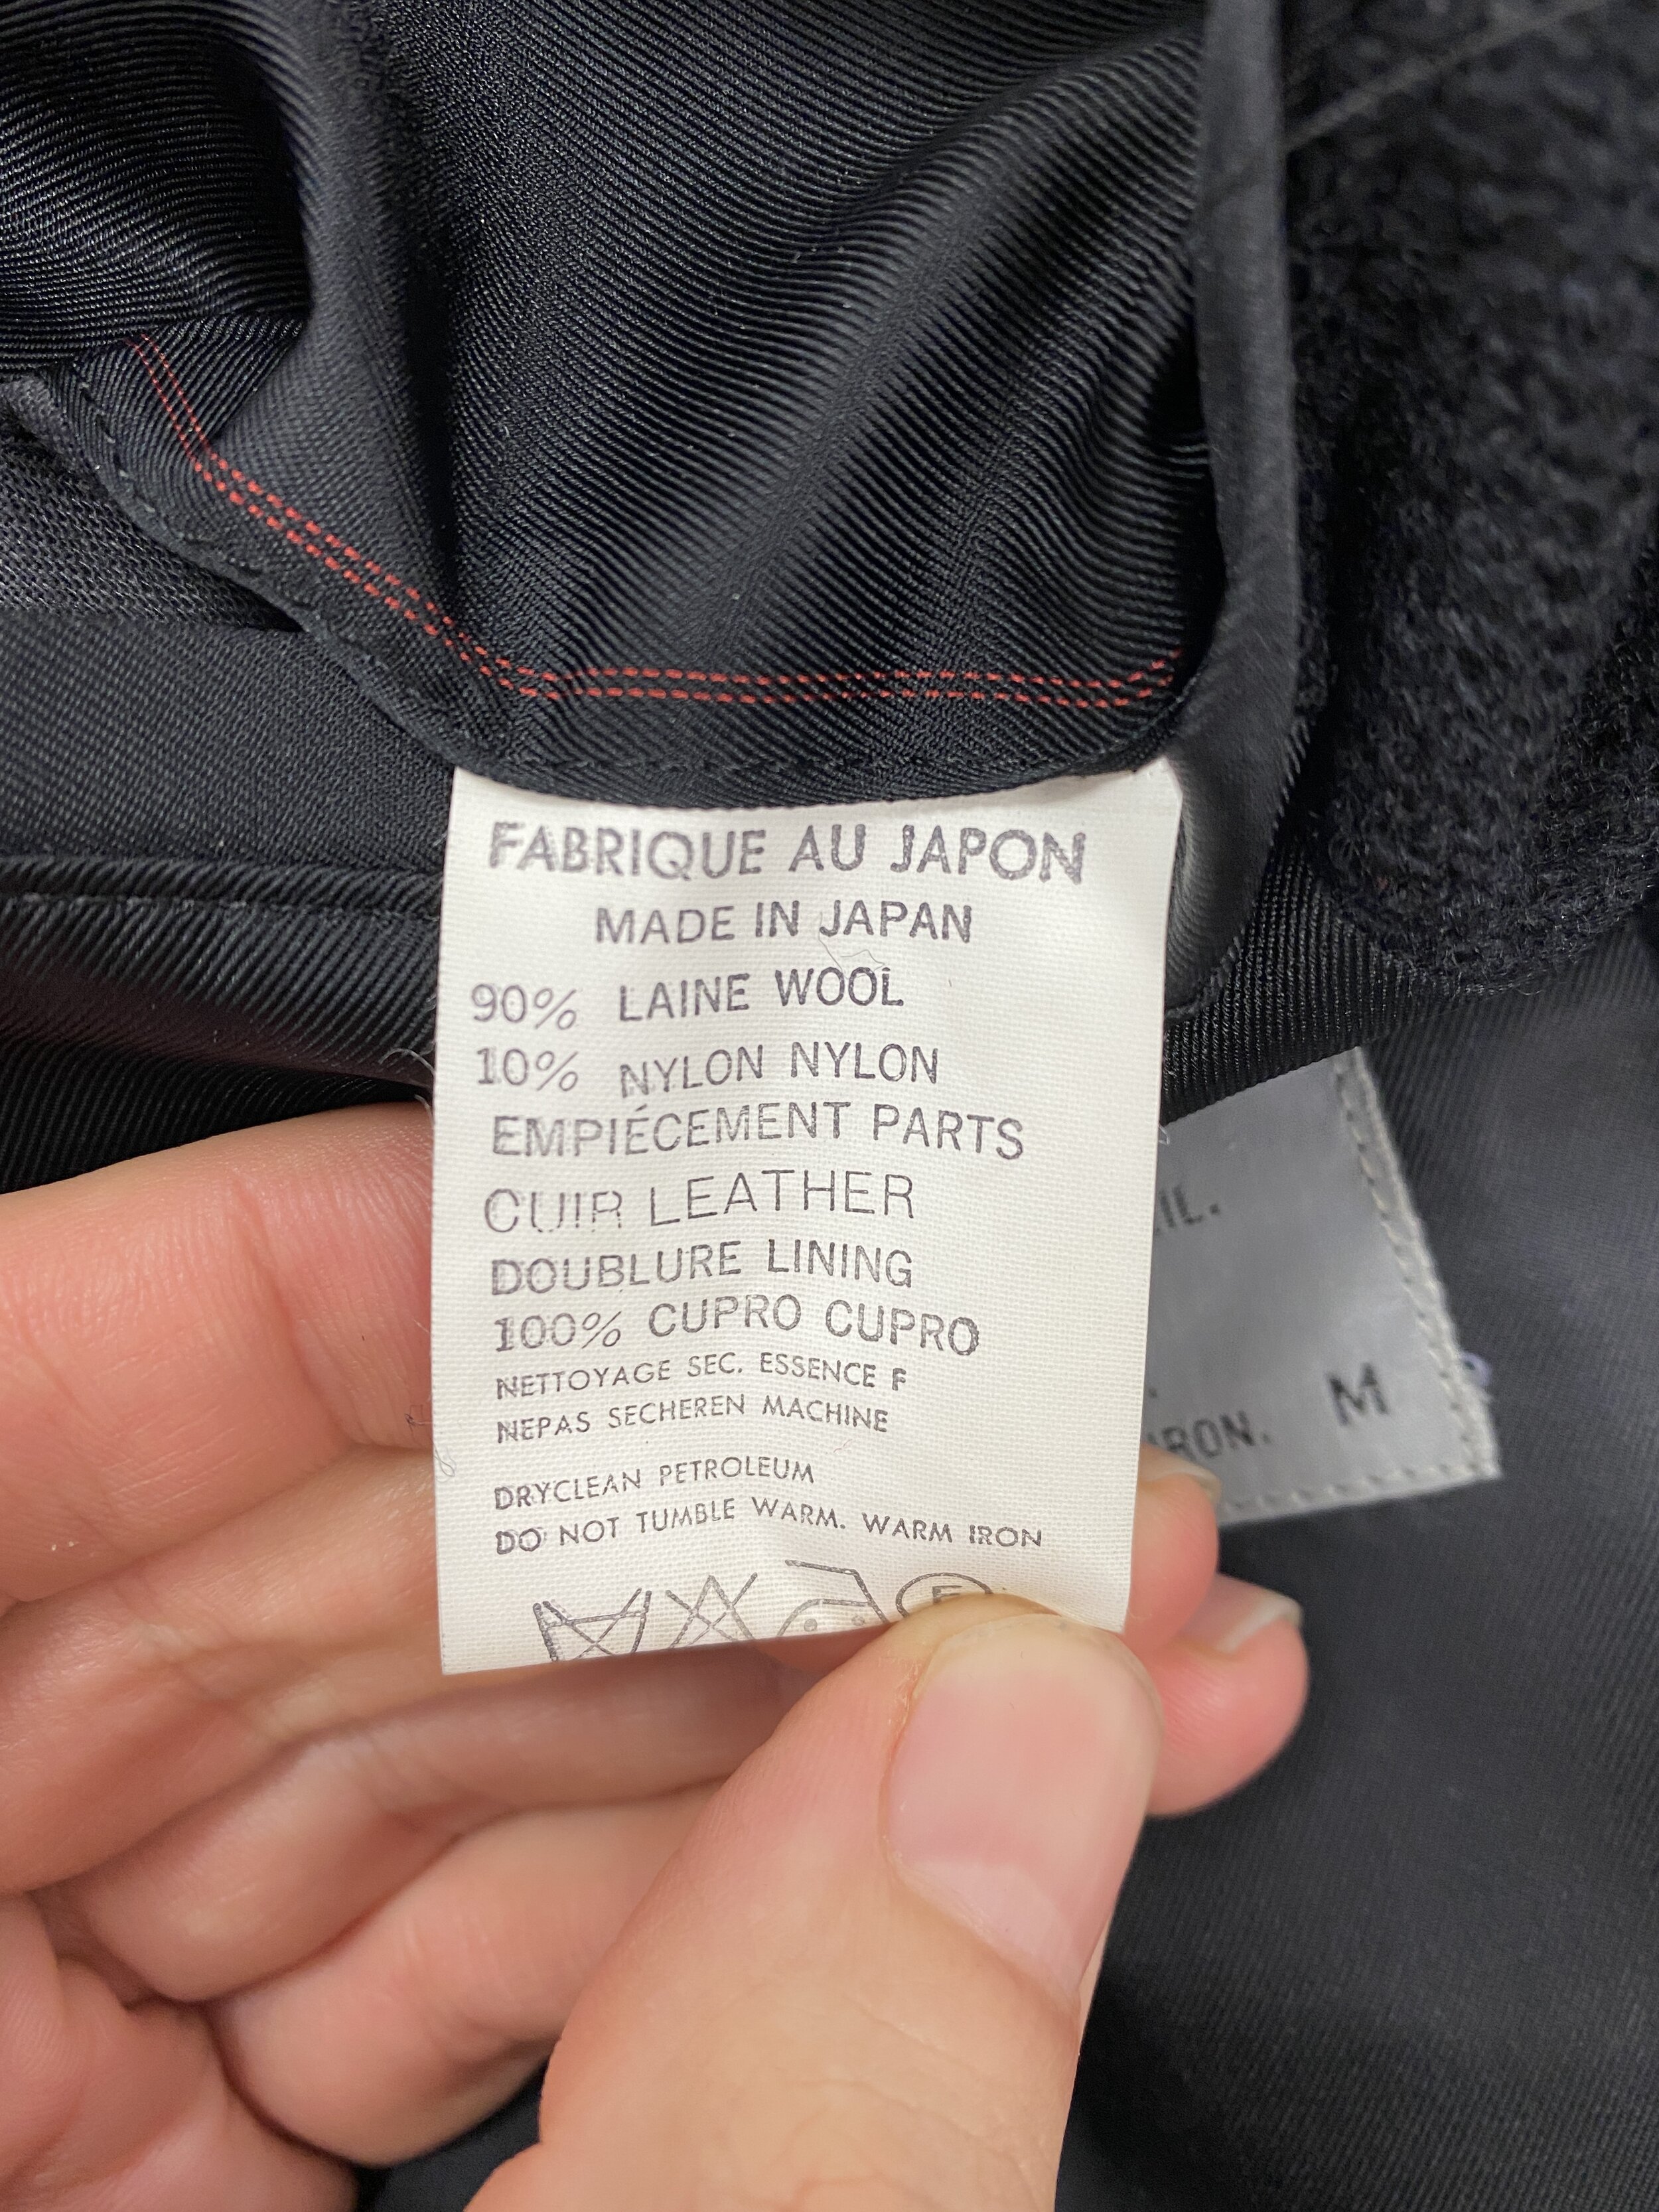 FABRIQUE AU JAPON
MADE IN JAPAN
90% LAINE WOOL
10% NYLON NYLON
EMPIÉCEMENT PARTS
CUIR LEATHER
DOUBLURE LINING
100% CUPRO CUPRO
NETTOYAGE SEC. ESSENCE F
NEPAS SECHEREN MACHINE
DRYCLEAN PETROLEUM
DO NOT TUMBLE WARM. WARM IRON
F
IL.
IRON. M